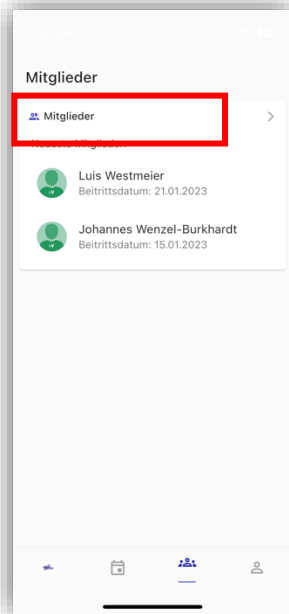 Mitglieder
Mitglieder
Luis Westmeier
Beitrittsdatum: 21.01.2023
Johannes Wenzel-Burkhardt
Beitrittsdatum: 15.01.2023